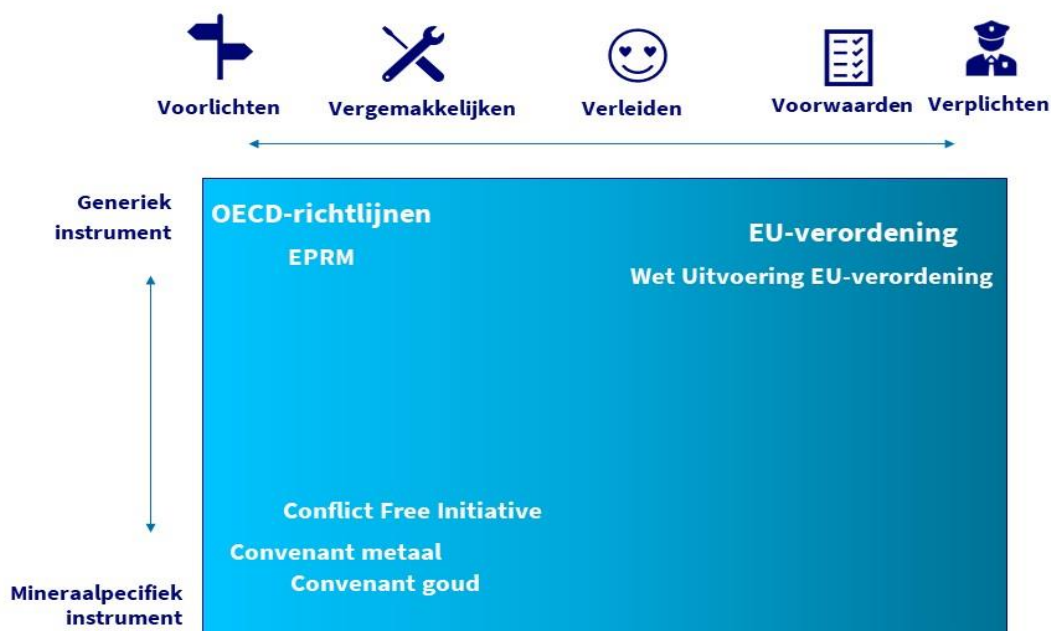 Voorlichten
Vergemakkelijken
Verleiden
Voorwaarden
Verplichten
Generiek
instrument
OECD-richtlijnen
EPRM
EU-verordening
Wet Uitvoering EU-verordening
Conflict Free Initiative
Convenant metaal
Convenant goud
Mineraalpecifiek
instrument